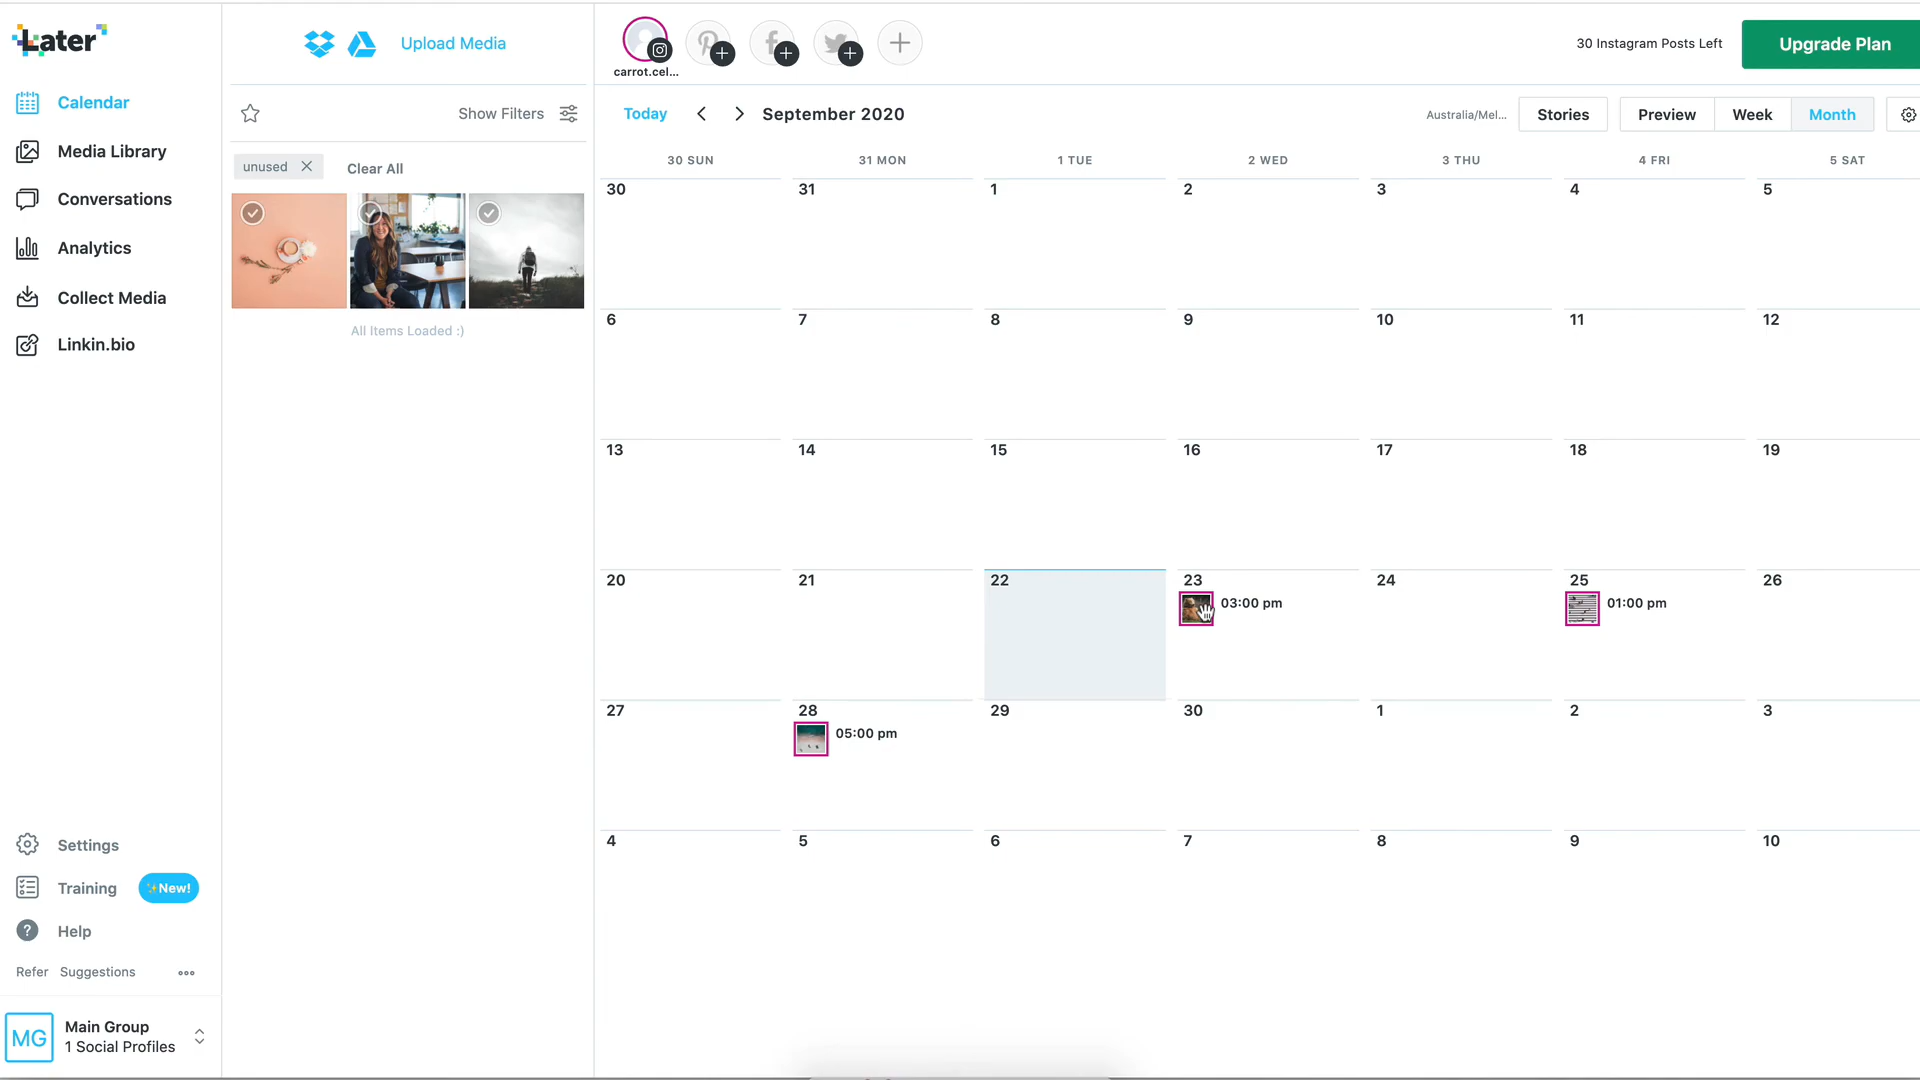 Later
Calendar
Media Library
Conversations
Analytics
Collect Media
Linkin.bio
Settings
Training ✨New!
? Help
Refer Suggestions
MG
Main Group
1 Social Profiles
Upload Media
Show Filters
unused
Clear All
All Items Loaded :)
carrot.cel...
30 Instagram Posts Left
Upgrade Plan
Today
September 2020
Australia/Mel...
Stories
Preview
Week
Month
30 SUN 31 MON 1 TUE 2 WED 3 THU 4 FRI 5 SAT
30 31 1 2 3 4 5
6 7 8 9 10 11 12
13 14 15 16 17 18 19
20 21 22 23 24 25 26
03:00 pm 01:00 pm
27 28 29 30 1 2 3
05:00 pm
4 5 6 7 8 9 10